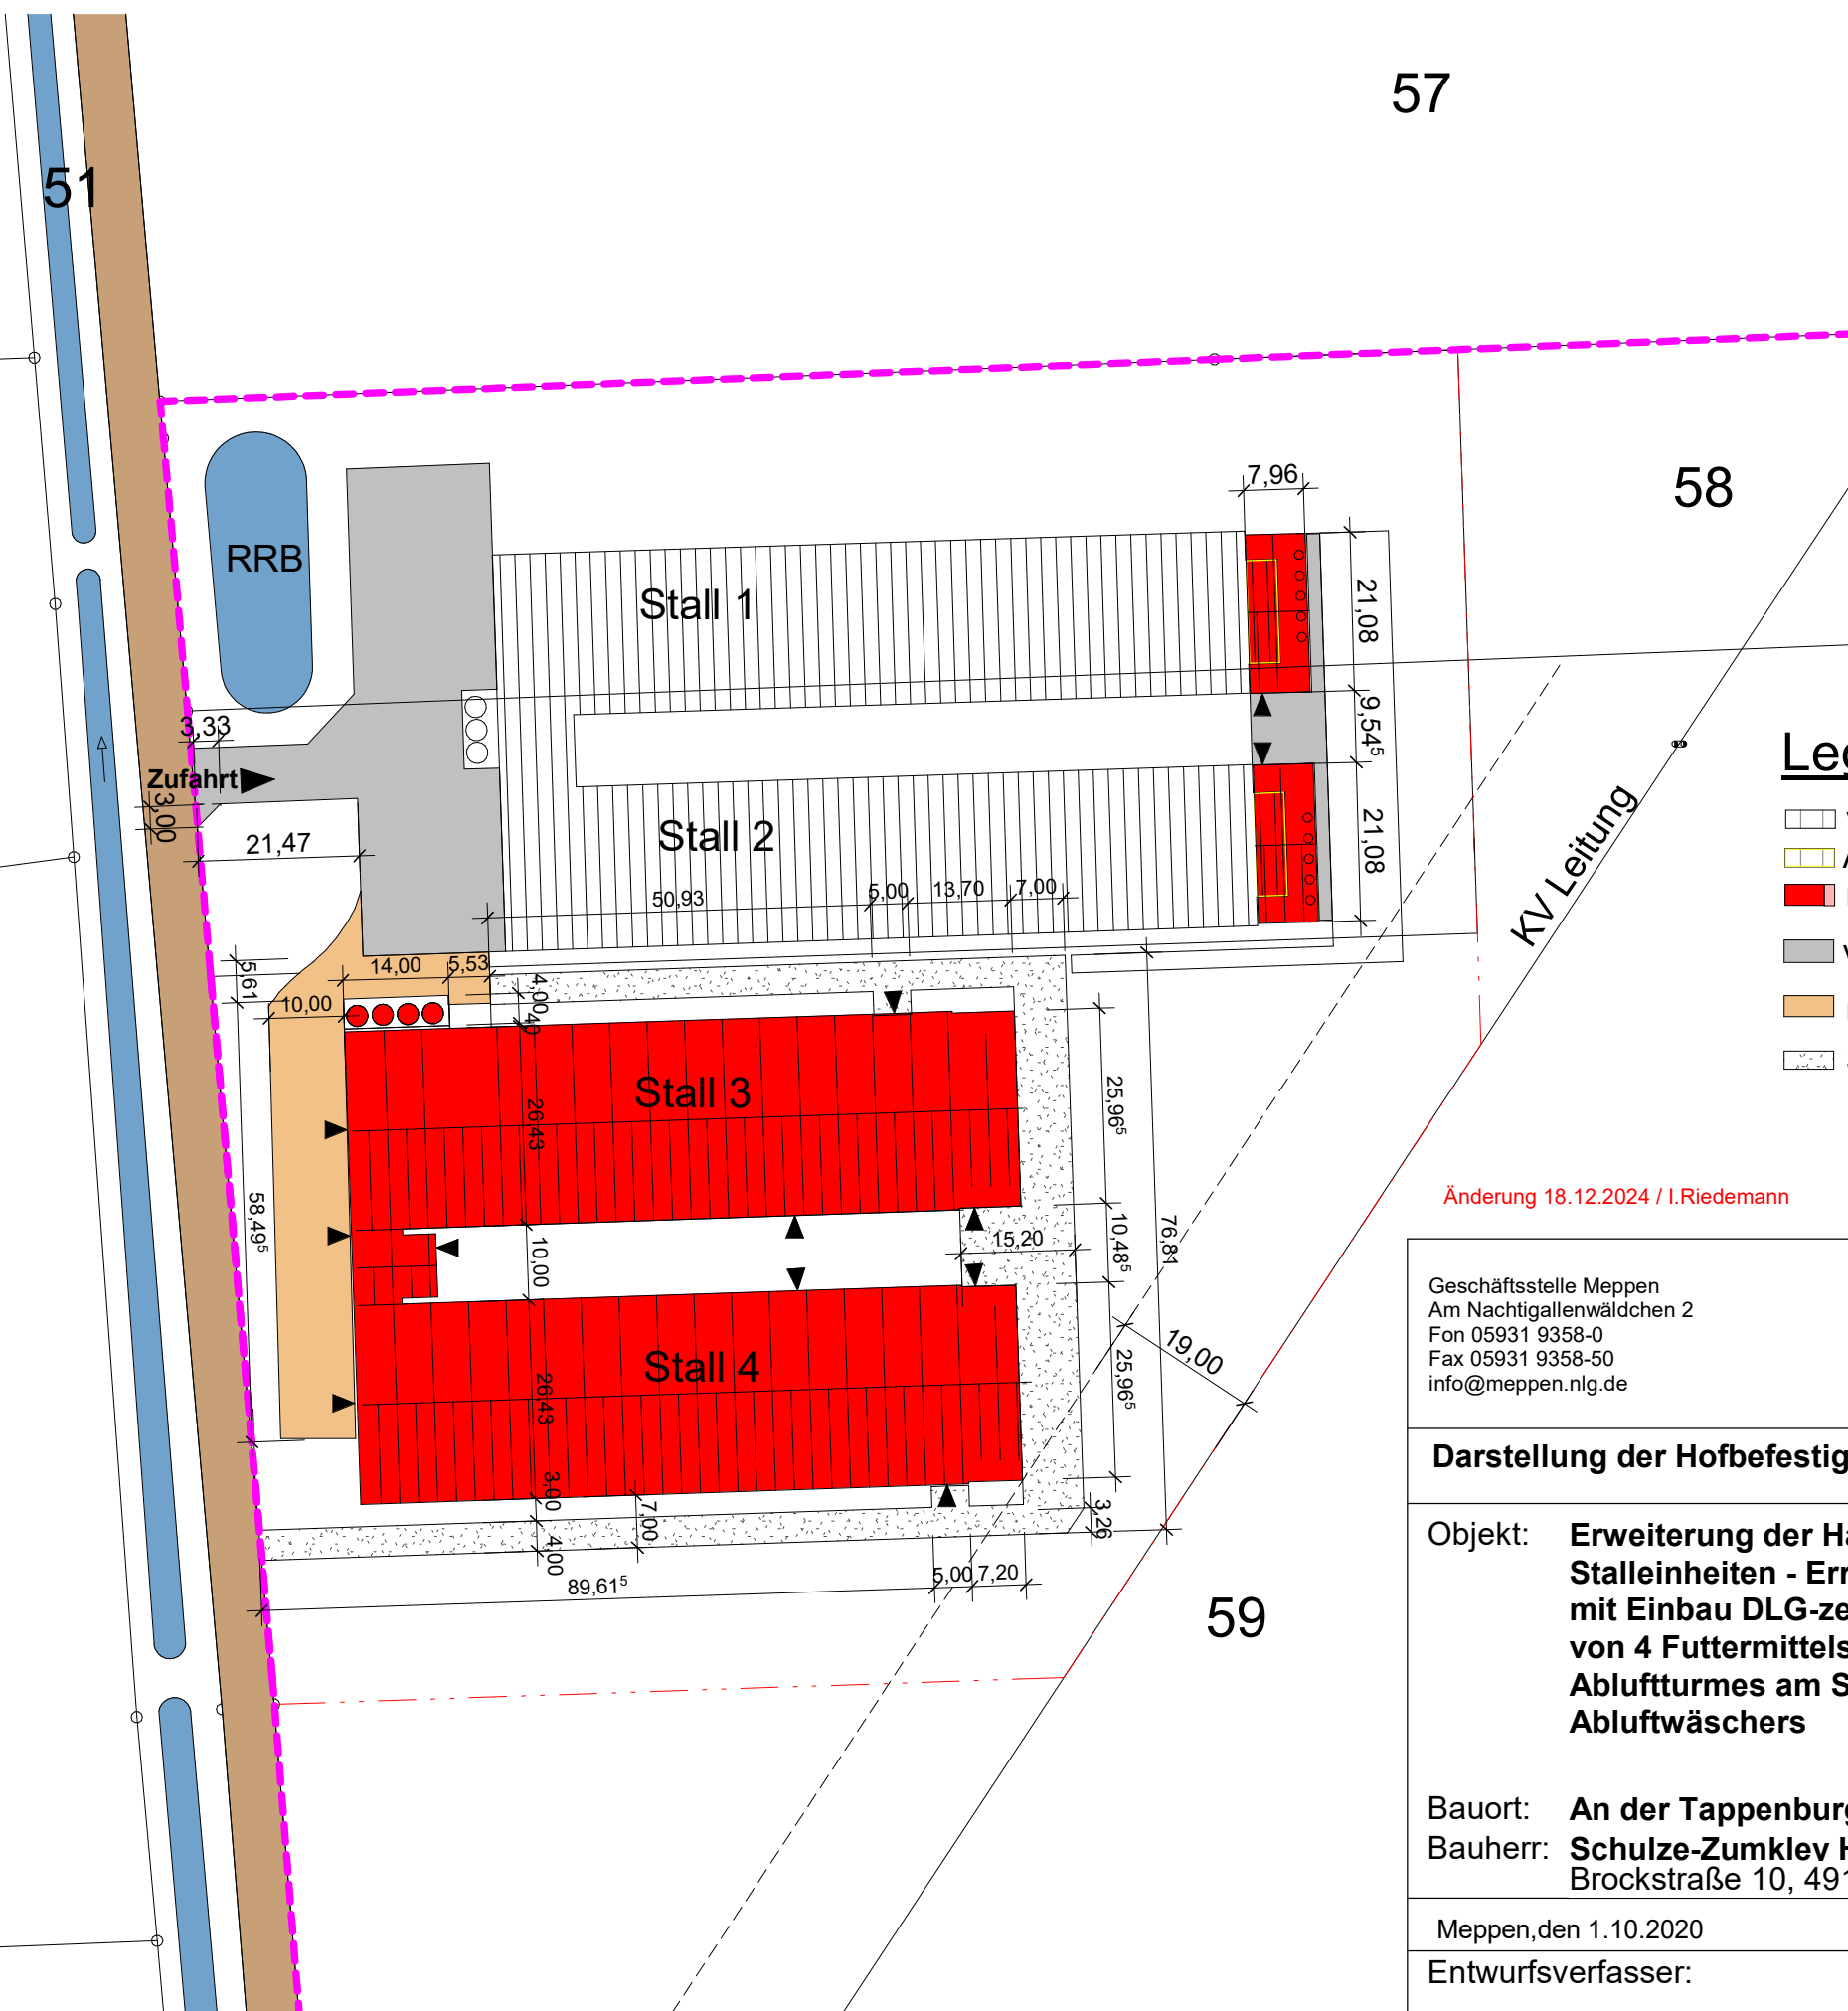 57
51
58
7,96
RRB
Stall 1
21,08
3,33
9,54⁵
Zufahrt
Leg
3,00
21,47
Stall 2
21,08
KV Leitung
50,93
5,00
13,70
7,00
5,61
14,00
5,53
4,00
10,00
40
Stall 3
26,43
25,96⁵
Änderung 18.12.2024 / I.Riedemann
58,49⁵
10,00
15,20
10,48⁵
76,81
Geschäftsstelle Meppen
Am Nachtigallenwäldchen 2
Fon 05931 9358-0
Fax 05931 9358-50
info@meppen.nlg.de
Stall 4
26,43
19,00
25,96⁵
Darstellung der Hofbefestig
3,00
7,00
3,26
4,00
89,61⁵
5,00
7,20
Objekt: Erweiterung der Hä
Stalleinheiten - Err
mit Einbau DLG-ze
von 4 Futtermittels
Abluftturmes am S
Abluftwäschers
59
Bauort: An der Tappenburg
Bauherr: Schulze-Zumkley H
Brockstraße 10, 491
Meppen,den 1.10.2020
Entwurfsverfasser: